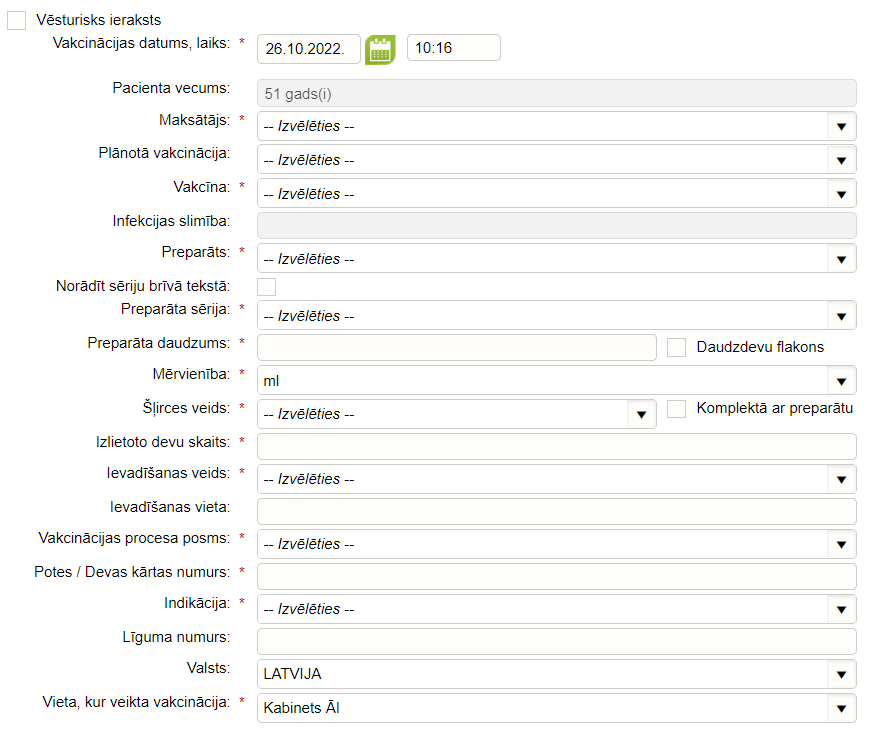 Vēsturisks ieraksts
Vakcinācijas datums, laiks: * 26.10.2022. 10:16
Pacienta vecums: 51 gads(i)
Maksātājs: * -- Izvēlēties --
Plānotā vakcinācija: -- Izvēlēties --
Vakcīna: * -- Izvēlēties --
Infekcijas slimība:
Preparāts: * -- Izvēlēties --
Norādīt sēriju brīvā tekstā:
Preparāta sērija: * -- Izvēlēties --
Preparāta daudzums: * Daudzdevu flakons
Mērvienība: * ml
Šļirces veids: * -- Izvēlēties -- Komplektā ar preparātu
Izlietoto devu skaits: *
Ievadīšanas veids: * -- Izvēlēties --
Ievadīšanas vieta:
Vakcinācijas procesa posms: * -- Izvēlēties --
Potes / Devas kārtas numurs: *
Indikācija: * -- Izvēlēties --
Līguma numurs:
Valsts: LATVIJA
Vieta, kur veikta vakcinācija: * Kabinets ĀI